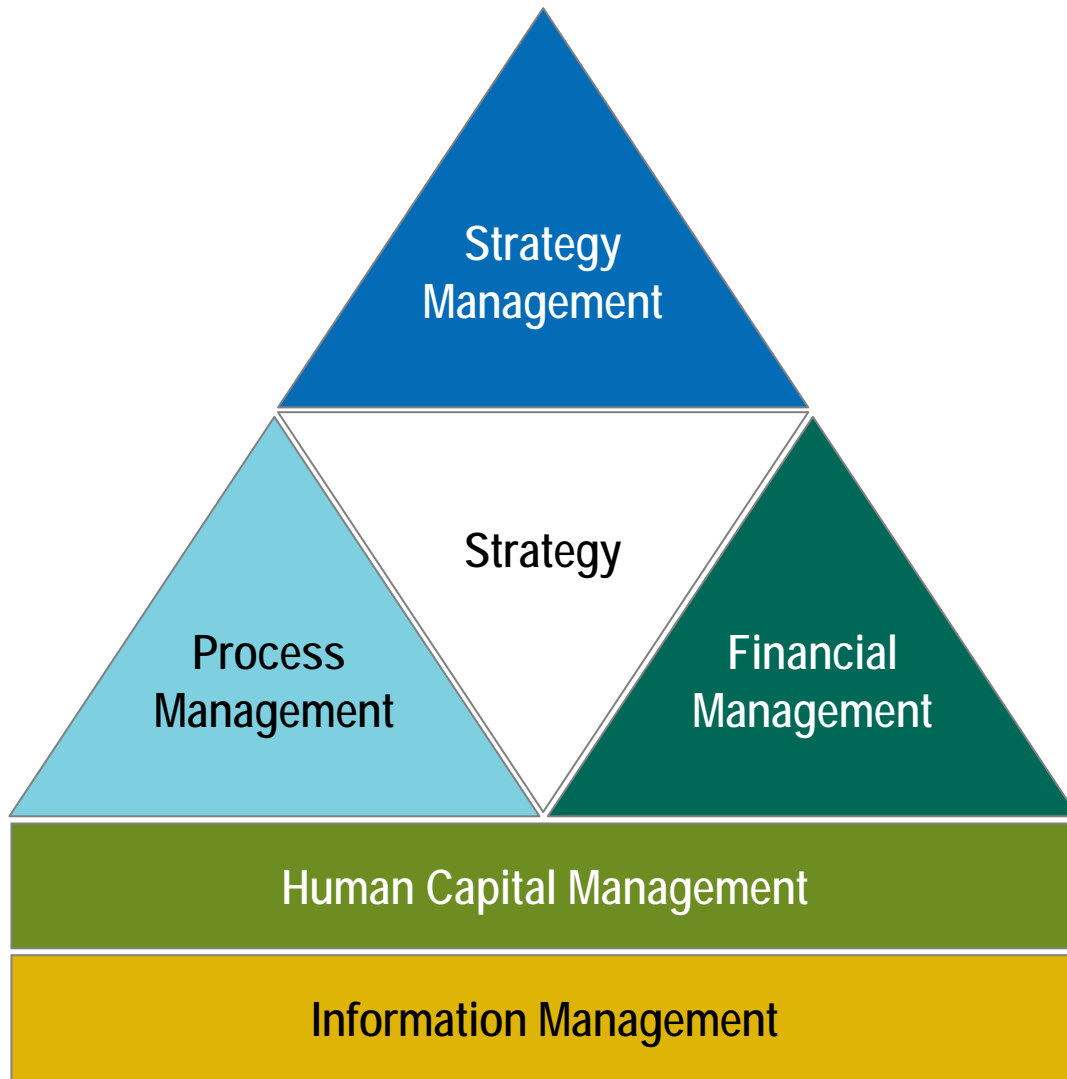 Strategy
Management
Strategy
Process
Management
Financial
Management
Human Capital Management
Information Management